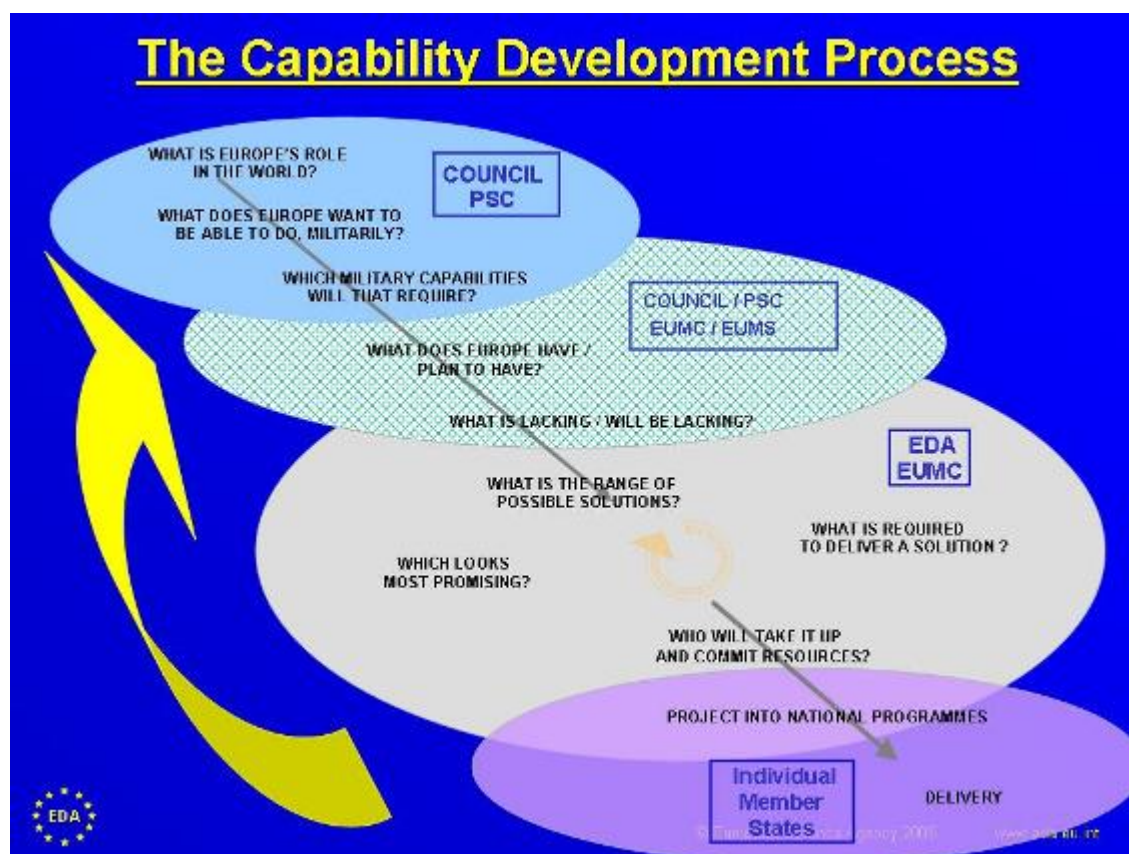 The Capability Development Process
WHAT IS EUROPE'S ROLE
IN THE WORLD?
COUNCIL
PSC
WHAT DOES EUROPE WANT TO
BE ABLE TO DO, MILITARILY?
WHICH MILITARY CAPABILITIES
WILL THAT REQUIRE?
COUNCIL / PSC
EUMC / EUMS
WHAT DOES EUROPE HAVE /
PLAN TO HAVE?
WHAT IS LACKING / WILL BE LACKING?
EDA
EUMC
WHAT IS THE RANGE OF
POSSIBLE SOLUTIONS?
WHAT IS REQUIRED
TO DELIVER A SOLUTION ?
WHICH LOOKS
MOST PROMISING?
WHO WILL TAKE IT UP
AND COMMIT RESOURCES?
PROJECT INTO NATIONAL PROGRAMMES
Individual
Member
States
DELIVERY
EDA